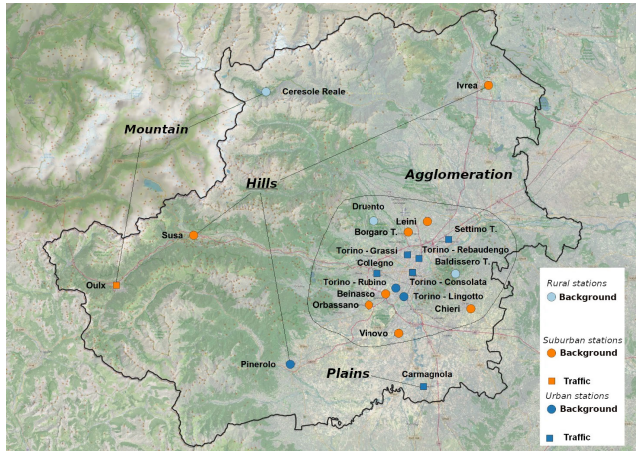 Ceresole Reale
Ivrea
Mountain
Agglomeration
Hills
Druento
Leinì
Settimo T.
Borgaro T.
Susa
Torino - Grassi
Torino - Rebaudengo
Collegno
Baldissero T.
Oulx
Torino - Rubino
Torino - Consolata
Beinasco
Torino - Lingotto
Orbassano
Chieri
Vinovo
Pinerolo
Plains
Carmagnola
Rural stations
Background
Suburban stations
Background
Traffic
Urban stations
Background
Traffic